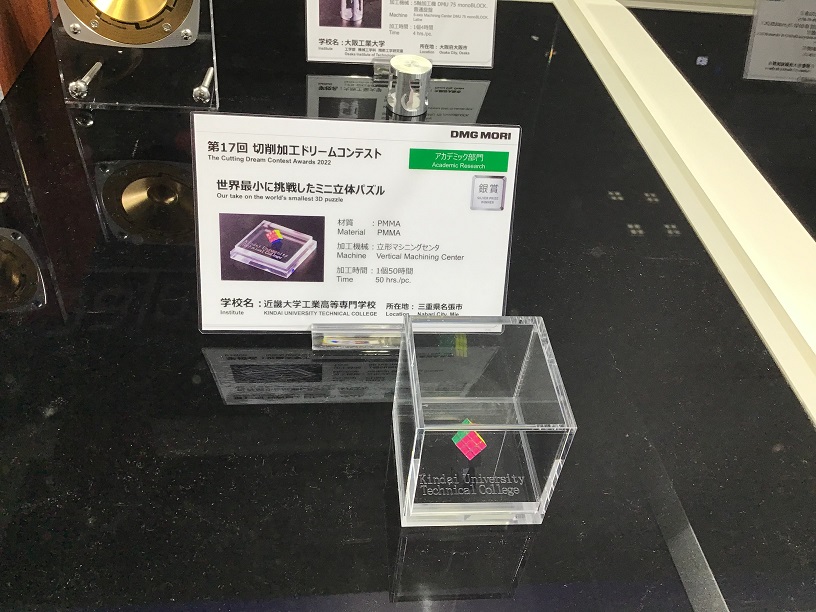 学校名：大阪工業大学
所在地：大阪府大阪市
DMG MORI
第17回 切削加工ドリームコンテスト
The Cutting Dream Contest Awards 2022
アカデミック部門
Academic Research
世界最小に挑戦したミニ立体パズル
Our take on the world's smallest 3D puzzle
銀賞
材質 ：PMMA
Material PMMA
加工機械：立形マシニングセンタ
Machine Vertical Machining Center
加工時間：1個50時間
Time 50 hrs./pc.
学校名：近畿大学工業高等専門学校 所在地：三重県名張市
Institute KINDAI UNIVERSITY TECHNICAL COLLEGE Location Nabari City, Mie
Kindai University
Technical College